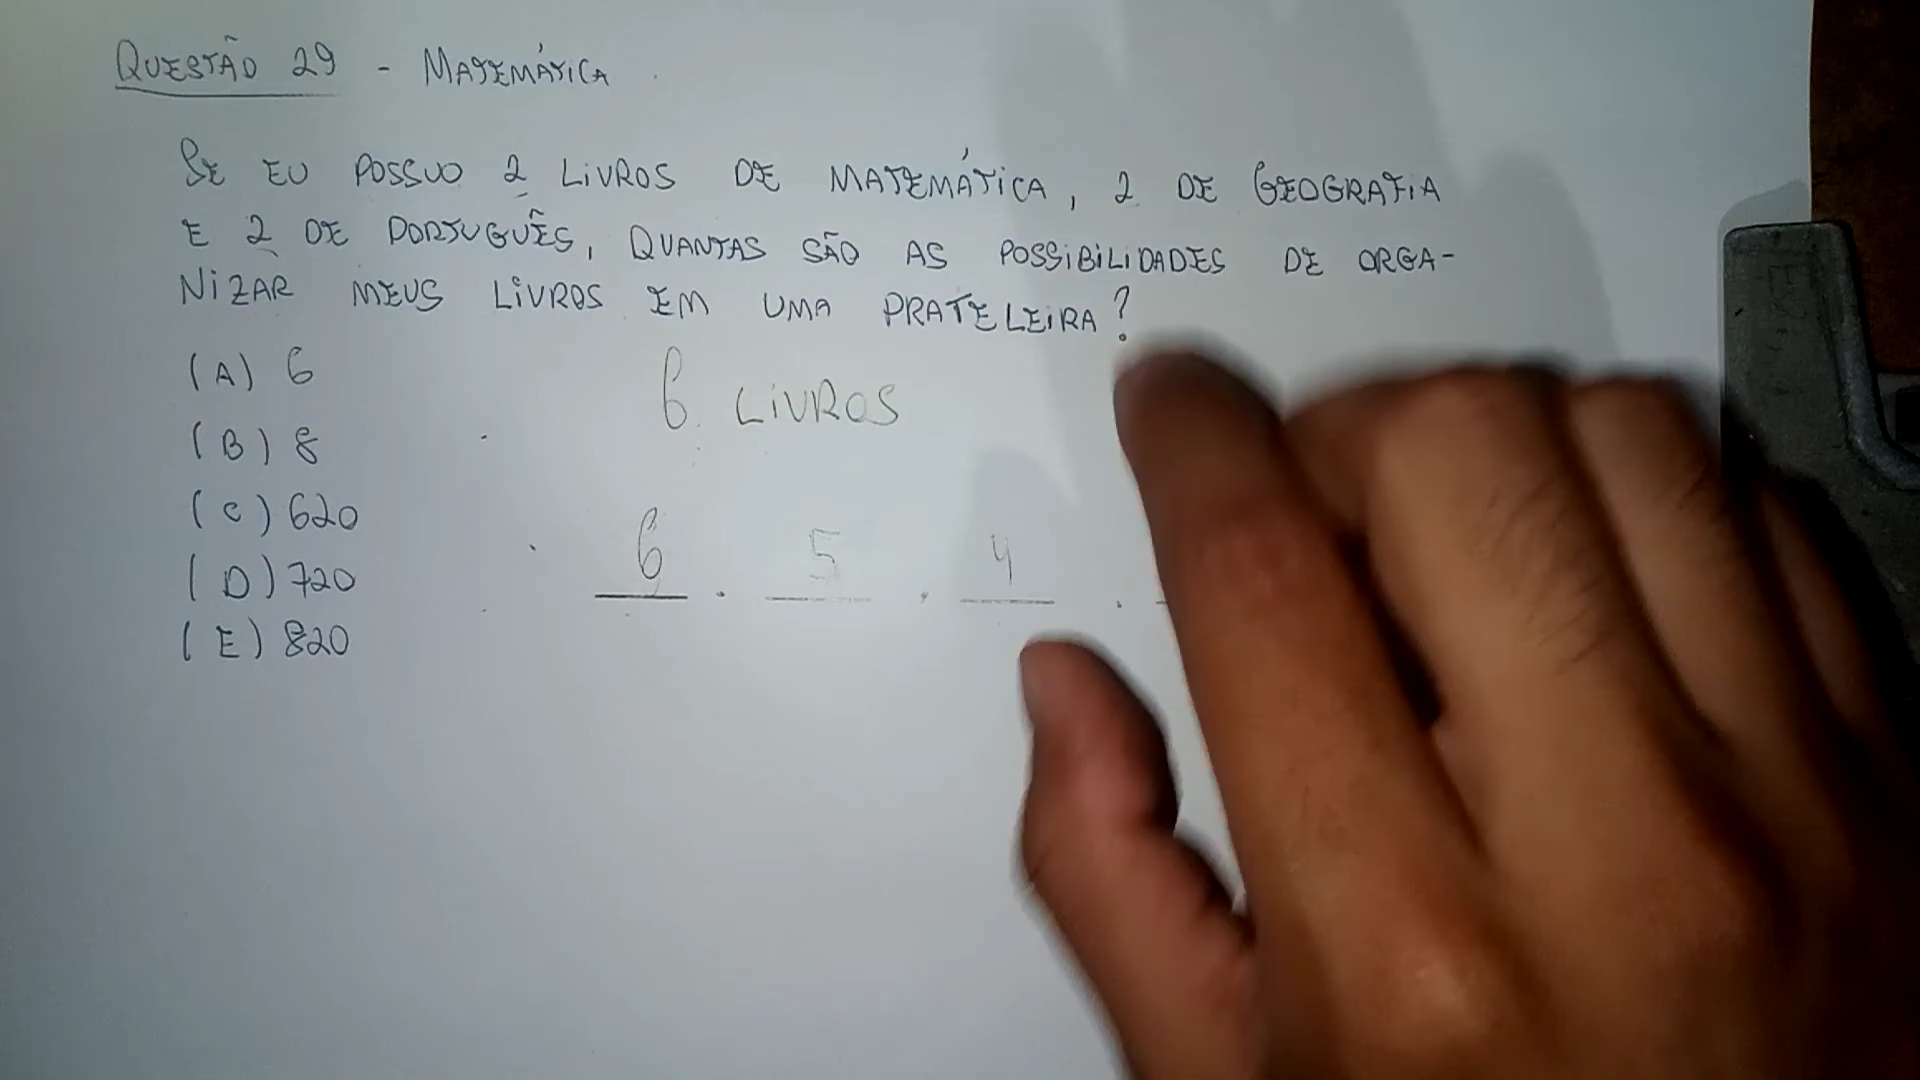 QUESTÃO 29 - MATEMÁTICA
SE EU POSSUO 2 LIVROS DE MATEMÁTICA, 2 DE GEOGRAFIA
E 2 DE PORTUGUÊS, QUANTAS SÃO AS POSSIBILIDADES DE ORGA-
NIZAR MEUS LIVROS EM UMA PRATELEIRA?
(A) 6
6 LIVROS
(B) 8
(C) 620
6 . 5 . 4 .
(D) 720
(E) 820